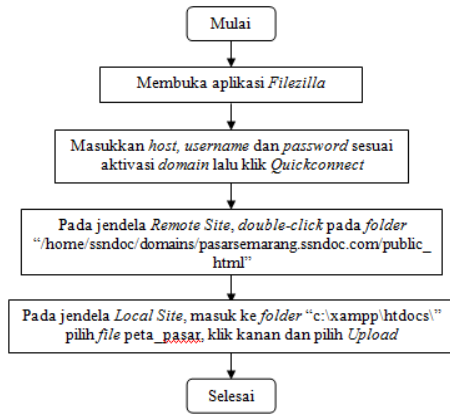 Mulai
Membuka aplikasi Filezilla
Masukkan host, username dan password sesuai
aktivasi domain lalu klik Quickconnect
Pada jendela Remote Site, double-click pada folder
“/home/ssndoc/domains/pasarsemarang.ssndoc.com/public_
html”
Pada jendela Local Site, masuk ke folder “c:\xampp\htdocs\”
pilih file peta_pasar, klik kanan dan pilih Upload
Selesai